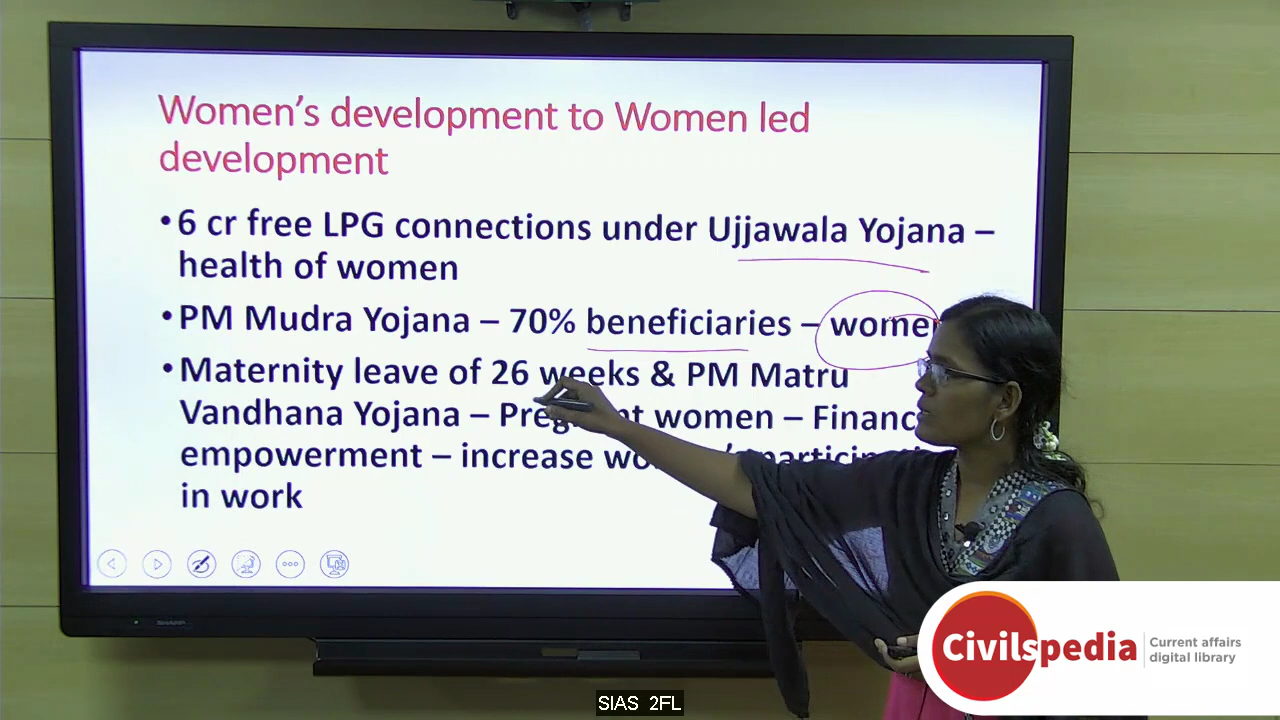 Women's development to Women led
development
• 6 cr free LPG connections under Ujjawala Yojana –
health of women
• PM Mudra Yojana – 70% beneficiaries –
• Maternity leave of 26 weeks & PM Matru
Vandhana Yojana – women –
empowerment – increase
in work
Civilspedia
Current affairs
digital library
SIAS 2FL